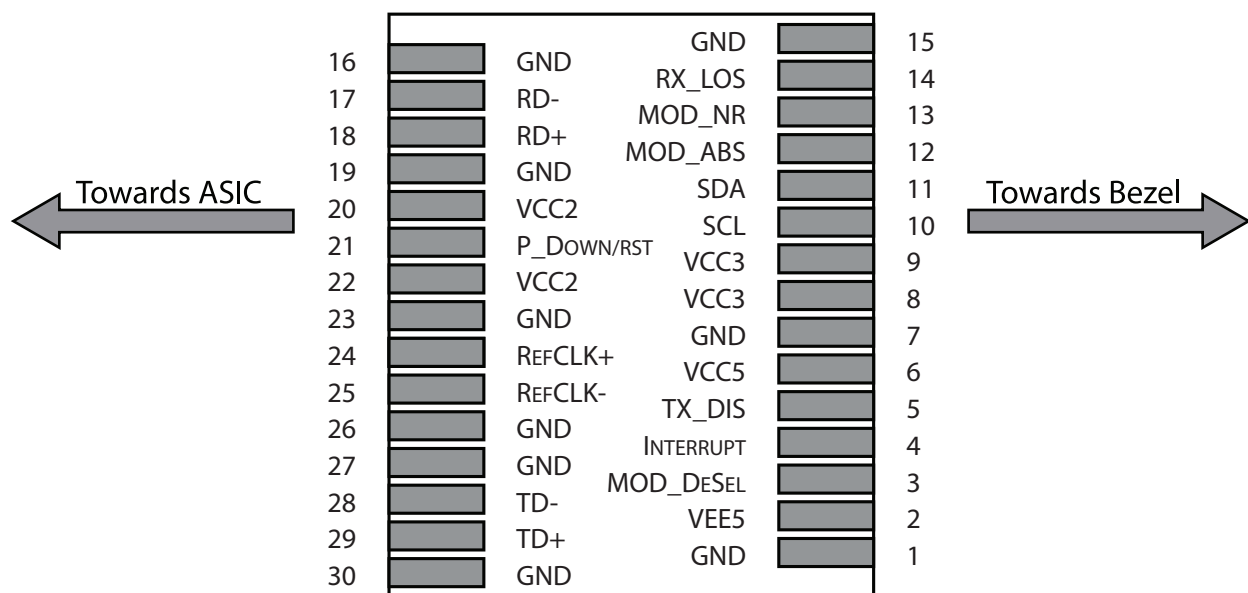 GND 15
16 GND
RX_LOS 14
17 RD-
MOD_NR 13
18 RD+
MOD_ABS 12
19 GND
SDA 11
Towards ASIC
Towards Bezel
20 VCC2
SCL 10
21 P_DOWN/RST
VCC3 9
22 VCC2
VCC3 8
23 GND
GND 7
24 REFCLK+
VCC5 6
25 REFCLK-
TX_DIS 5
26 GND
INTERRUPT 4
27 GND
MOD_DESEL 3
28 TD-
VEE5 2
29 TD+
GND 1
30 GND